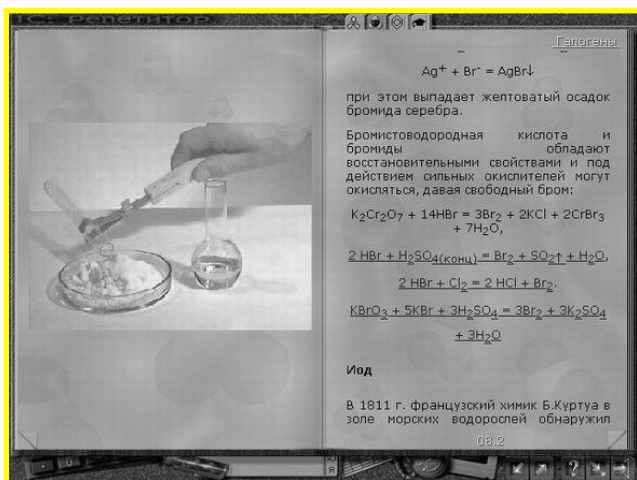 1С: Репетитор
Галогены
Ag⁺ + Br⁻ = AgBr↓
при этом выпадает желтоватый осадок
бромида серебра.
Бромистоводородная кислота и
бромиды обладают
восстановительными свойствами и под
действием сильных окислителей могут
окисляться, давая свободный бром:
K₂Cr₂O₇ + 14HBr = 3Br₂ + 2KCl + 2CrBr₃
+ 7H₂O,
2 HBr + H₂SO₄(конц) = Br₂ + SO₂↑ + H₂O,
2 HBr + Cl₂ = 2 HCl + Br₂.
KBrO₃ + 5KBr + 3H₂SO₄ = 3Br₂ + 3K₂SO₄
+ 3H₂O
Иод
В 1811 г. французский химик Б.Куртуа в
золе морских водорослей обнаружил
08.2